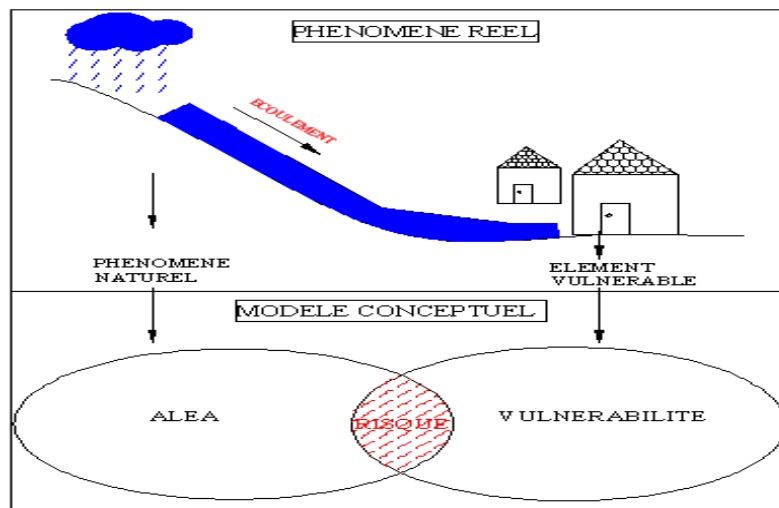 PHENOMENE REEL
ECOULEMENT
PHENOMENE
NATUREL
ELEMENT
VULNERABLE
MODELE CONCEPTUEL
ALEA
RISQUE
VULNERABILITE